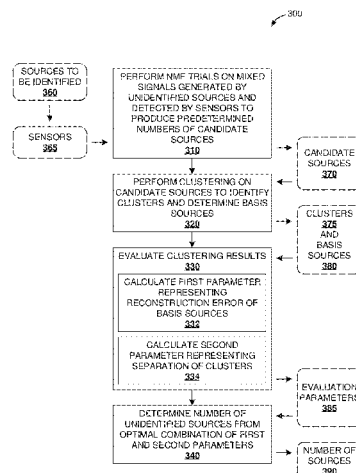 300
SOURCES TO
BE IDENTIFIED
360
SENSORS
365
PERFORM NMF TRIALS ON MIXED
SIGNALS GENERATED BY
UNIDENTIFIED SOURCES AND
DETECTED BY SENSORS TO
PRODUCE PREDETERMINED
NUMBERS OF CANDIDATE
SOURCES
310
CANDIDATE
SOURCES
370
PERFORM CLUSTERING ON
CANDIDATE SOURCES TO IDENTIFY
CLUSTERS AND DETERMINE BASIS
SOURCES
320
CLUSTERS
375
AND
BASIS
SOURCES
380
EVALUATE CLUSTERING RESULTS
330
CALCULATE FIRST PARAMETER
REPRESENTING
RECONSTRUCTION ERROR OF
BASIS SOURCES
332
CALCULATE SECOND
PARAMETER REPRESENTING
SEPARATION OF CLUSTERS
334
EVALUATION
PARAMETERS
385
DETERMINE NUMBER OF
UNIDENTIFIED SOURCES FROM
OPTIMAL COMBINATION OF FIRST
AND SECOND PARAMETERS
340
NUMBER OF
SOURCES
390